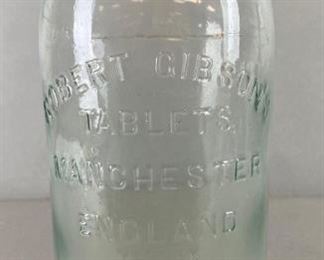 ROBERT GIBSON'S
TABLETS.
MANCHESTER
ENGLAND